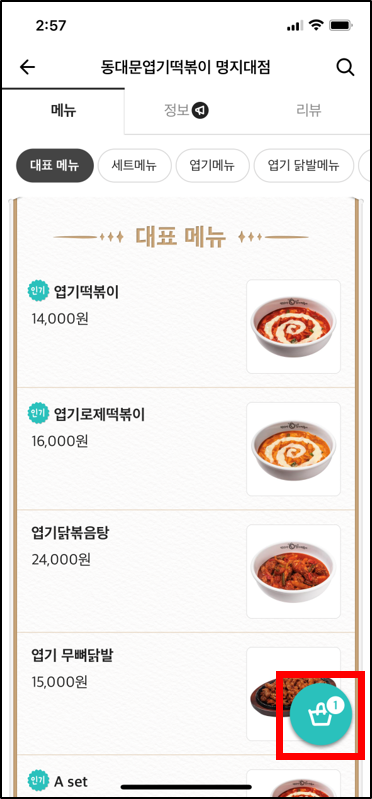 2:57
동대문엽기떡볶이 명지대점
메뉴 정보 리뷰
대표 메뉴 세트메뉴 엽기메뉴 엽기 닭발메뉴
대표 메뉴
인기 엽기떡볶이
14,000원
인기 엽기로제떡볶이
16,000원
엽기닭볶음탕
24,000원
엽기 무뼈닭발
15,000원
1
인기 A set